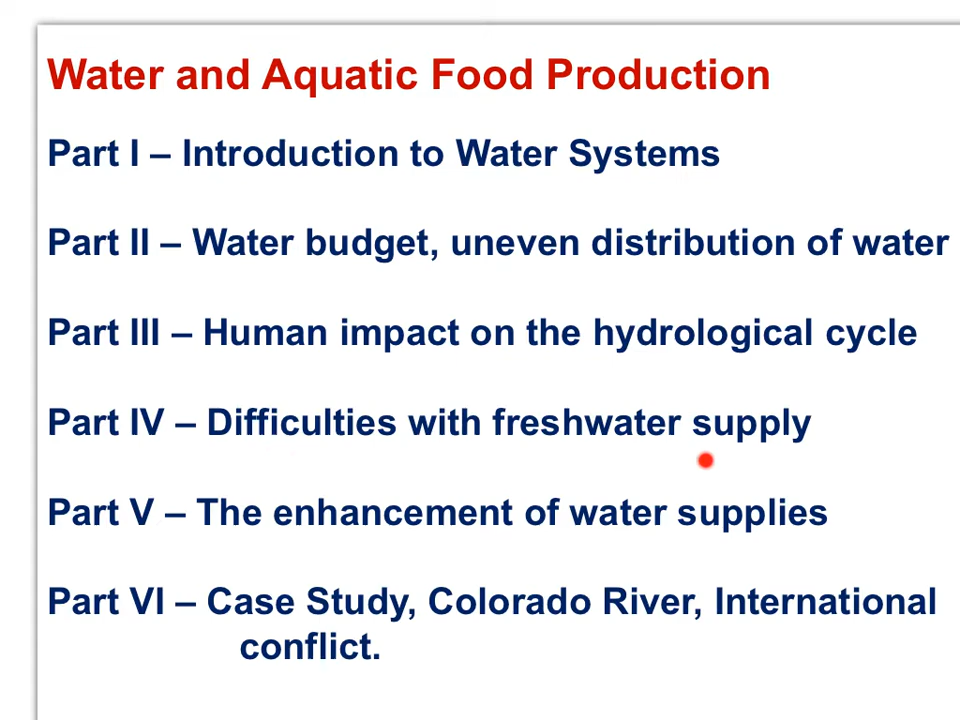 Water and Aquatic Food Production
Part I – Introduction to Water Systems
Part II – Water budget, uneven distribution of water
Part III – Human impact on the hydrological cycle
Part IV – Difficulties with freshwater supply
Part V – The enhancement of water supplies
Part VI – Case Study, Colorado River, International
conflict.